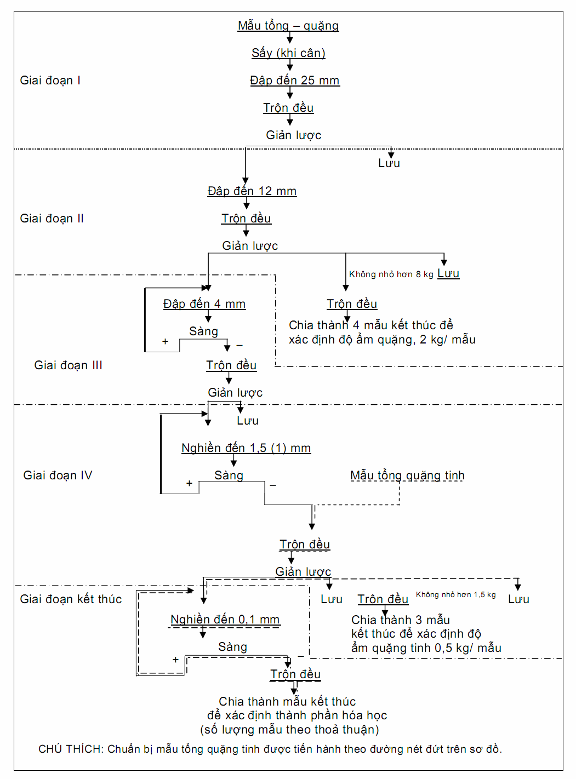 Mẫu tổng – quặng
Sấy (khi cân)
Giai đoạn I
Đập đến 25 mm
Trộn đều
Giản lược
Lưu
Đập đến 12 mm
Giai đoạn II
Trộn đều
Giản lược
Không nhỏ hơn 8 kg
Lưu
Đập đến 4 mm
Trộn đều
Sàng
Chia thành 4 mẫu kết thúc để
xác định độ ẩm quặng, 2 kg/ mẫu
+
–
Giai đoạn III
Trộn đều
Giản lược
Lưu
Nghiền đến 1,5 (1) mm
Giai đoạn IV
Sàng
Mẫu tổng quặng tinh
+
–
Trộn đều
Giản lược
Giai đoạn kết thúc
Lưu
Trộn đều
Không nhỏ hơn 1,5 kg
Lưu
Nghiền đến 0,1 mm
Chia thành 3 mẫu
kết thúc để xác định độ
ẩm quặng tinh 0,5 kg/ mẫu
Sàng
+
–
Trộn đều
Chia thành mẫu kết thúc
để xác định thành phần hóa học
(số lượng mẫu theo thoả thuận)
CHÚ THÍCH: Chuẩn bị mẫu tổng quặng tinh được tiến hành theo đường nét đứt trên sơ đồ.